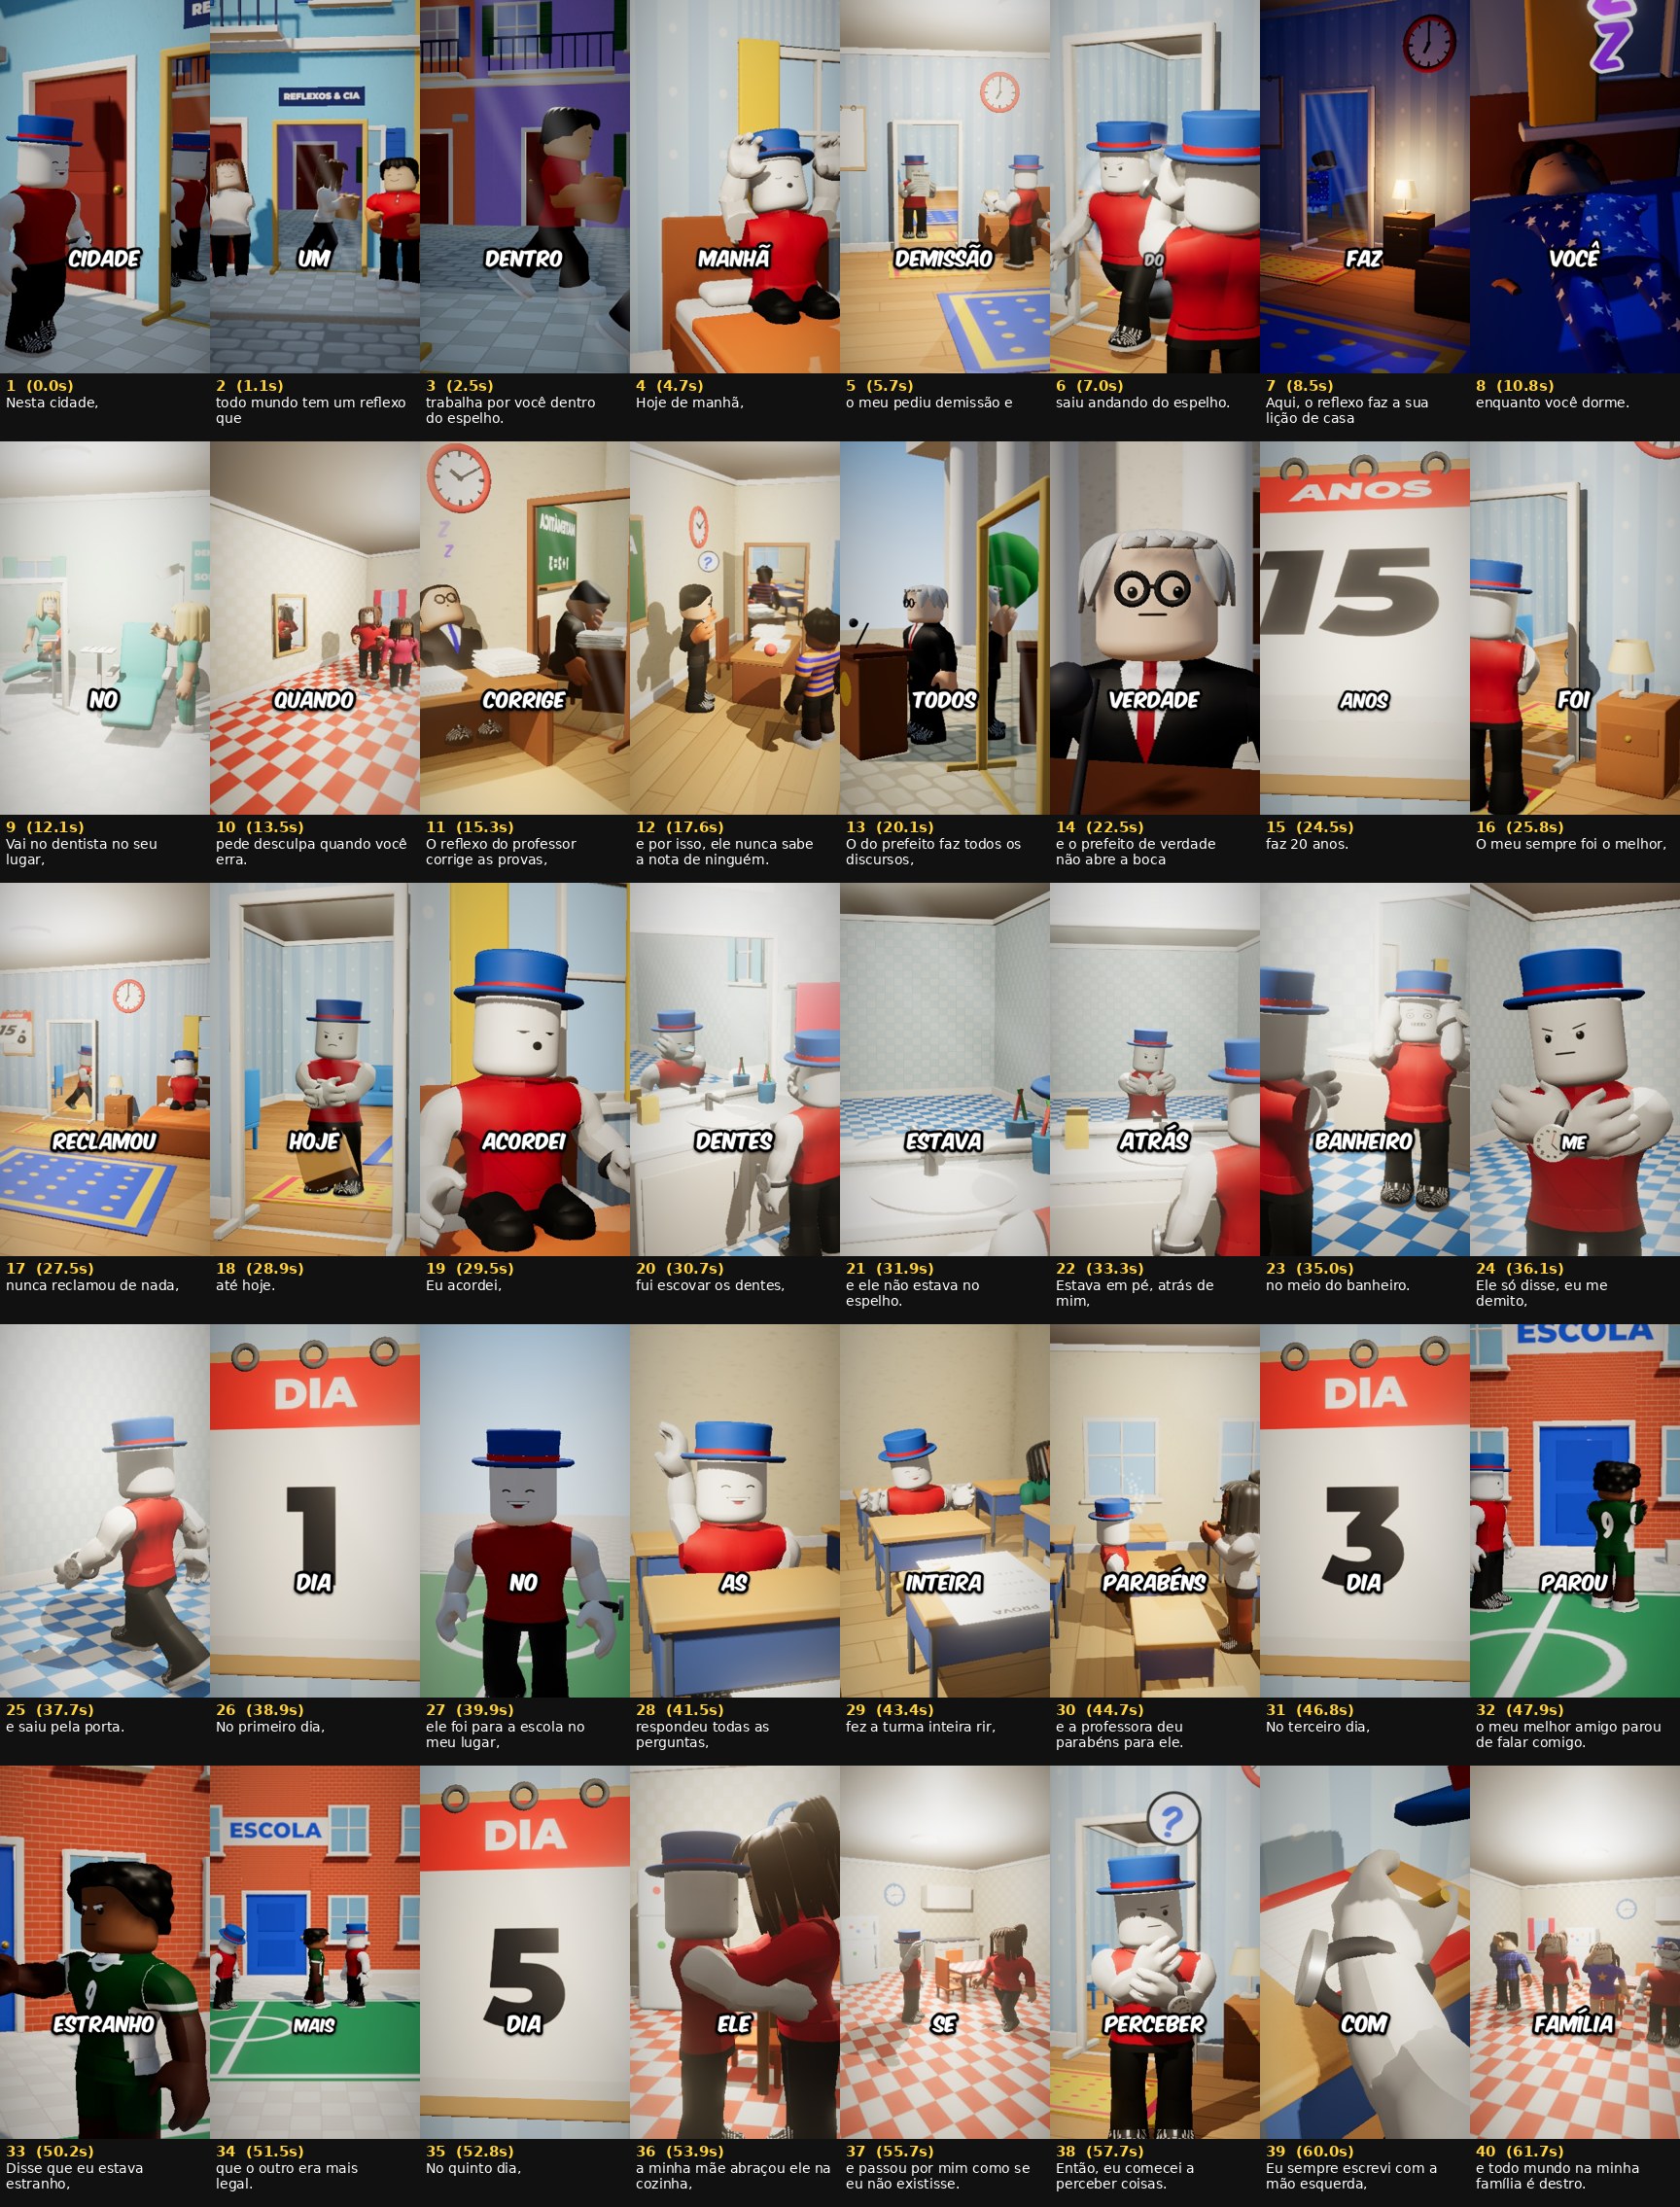 RE
CIDADE
REFLEXOS & CIA
UM
DENTRO
MANHÃ
DEMISSÃO
DO
FAZ
Z
Z
VOCÊ
1 (0.0s)
Nesta cidade,
2 (1.1s)
todo mundo tem um reflexo
que
3 (2.5s)
trabalha por você dentro
do espelho.
4 (4.7s)
Hoje de manhã,
5 (5.7s)
o meu pediu demissão e
6 (7.0s)
saiu andando do espelho.
7 (8.5s)
Aqui, o reflexo faz a sua
lição de casa
8 (10.8s)
enquanto você dorme.
NO
QUANDO
Z
Z
MATEMÁTICA
1+2=3
CORRIGE
?
TODOS
VERDADE
ANOS
15
ANOS
FOI
9 (12.1s)
Vai no dentista no seu
lugar,
10 (13.5s)
pede desculpa quando você
erra.
11 (15.3s)
O reflexo do professor
corrige as provas,
12 (17.6s)
e por isso, ele nunca sabe
a nota de ninguém.
13 (20.1s)
O do prefeito faz todos os
discursos,
14 (22.5s)
e o prefeito de verdade
não abre a boca
15 (24.5s)
faz 20 anos.
16 (25.8s)
O meu sempre foi o melhor,
15
RECLAMOU
HOJE
ACORDEI
DENTES
ESTAVA
ATRÁS
BANHEIRO
ME
17 (27.5s)
nunca reclamou de nada,
18 (28.9s)
até hoje.
19 (29.5s)
Eu acordei,
20 (30.7s)
fui escovar os dentes,
21 (31.9s)
e ele não estava no
espelho.
22 (33.3s)
Estava em pé, atrás de
mim,
23 (35.0s)
no meio do banheiro.
24 (36.1s)
Ele só disse, eu me
demito,
DIA
1
DIA
NO
AS
PROVA
INTEIRA
PARABÉNS
DIA
3
DIA
ESCOLA
9
PAROU
25 (37.7s)
e saiu pela porta.
26 (38.9s)
No primeiro dia,
27 (39.9s)
ele foi para a escola no
meu lugar,
28 (41.5s)
respondeu todas as
perguntas,
29 (43.4s)
fez a turma inteira rir,
30 (44.7s)
e a professora deu
parabéns para ele.
31 (46.8s)
No terceiro dia,
32 (47.9s)
o meu melhor amigo parou
de falar comigo.
9
ESTRANHO
ESCOLA
MAIS
DIA
5
DIA
ELE
SE
?
PERCEBER
COM
FAMÍLIA
33 (50.2s)
Disse que eu estava
estranho,
34 (51.5s)
que o outro era mais
legal.
35 (52.8s)
No quinto dia,
36 (53.9s)
a minha mãe abraçou ele na
cozinha,
37 (55.7s)
e passou por mim como se
eu não existisse.
38 (57.7s)
Então, eu comecei a
perceber coisas.
39 (60.0s)
Eu sempre escrevi com a
mão esquerda,
40 (61.7s)
e todo mundo na minha
família é destro.